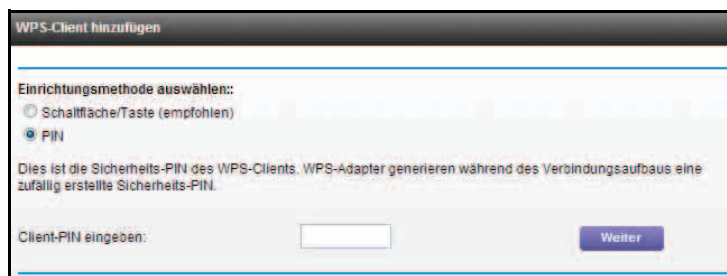 WPS-Client hinzufügen
Einrichtungsmethode auswählen::
Schaltfläche/Taste (empfohlen)
PIN
Dies ist die Sicherheits-PIN des WPS-Clients. WPS-Adapter generieren während des Verbindungsaufbaus eine
zufällig erstellte Sicherheits-PIN.
Client-PIN eingeben: Weiter